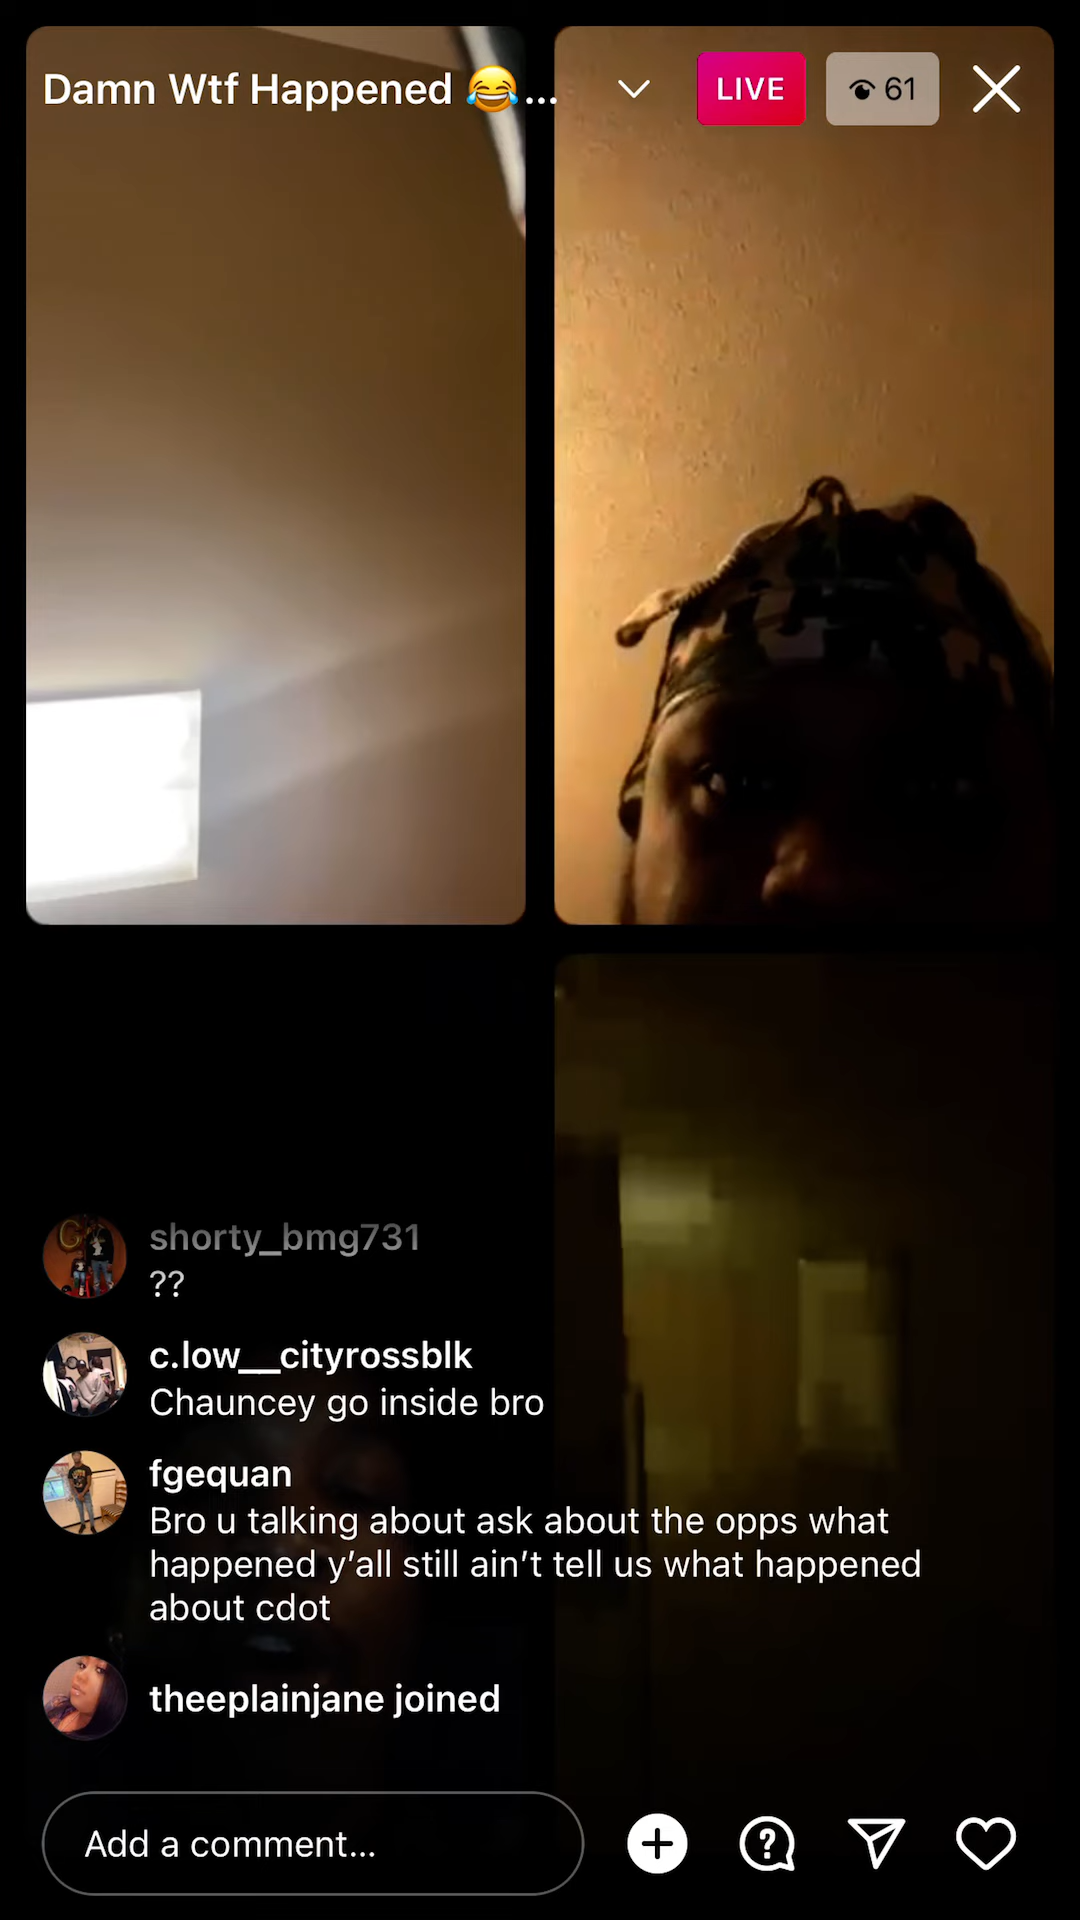 Damn Wtf Happened 😂...
LIVE
61
shorty_bmg731
??
c.low__cityrossblk
Chauncey go inside bro
fgequan
Bro u talking about ask about the opps what
happened y’all still ain’t tell us what happened
about cdot
theeplainjane joined
Add a comment...